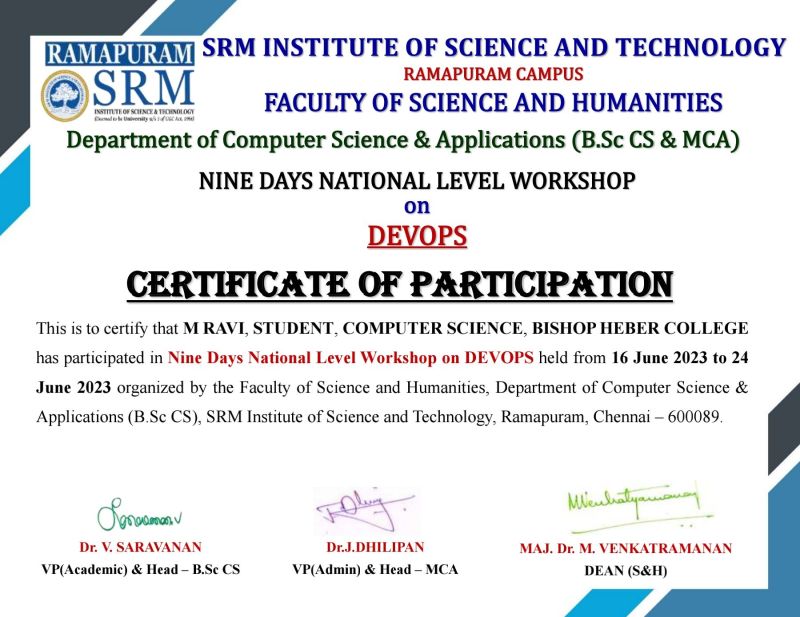 RAMAPURAM
SRM
INSTITUTE OF SCIENCE & TECHNOLOGY
(Deemed to be University u/s 3 of UGC Act, 1956)
SRM INSTITUTE OF SCIENCE AND TECHNOLOGY
RAMAPURAM CAMPUS
FACULTY OF SCIENCE AND HUMANITIES
Department of Computer Science & Applications (B.Sc CS & MCA)
NINE DAYS NATIONAL LEVEL WORKSHOP
on
DEVOPS
CERTIFICATE OF PARTICIPATION
This is to certify that M RAVI, STUDENT, COMPUTER SCIENCE, BISHOP HEBER COLLEGE
has participated in Nine Days National Level Workshop on DEVOPS held from 16 June 2023 to 24
June 2023 organized by the Faculty of Science and Humanities, Department of Computer Science &
Applications (B.Sc CS), SRM Institute of Science and Technology, Ramapuram, Chennai – 600089.
Dr. V. SARAVANAN
VP(Academic) & Head – B.Sc CS
Dr.J.DHILIPAN
VP(Admin) & Head – MCA
MAJ. Dr. M. VENKATRAMANAN
DEAN (S&H)